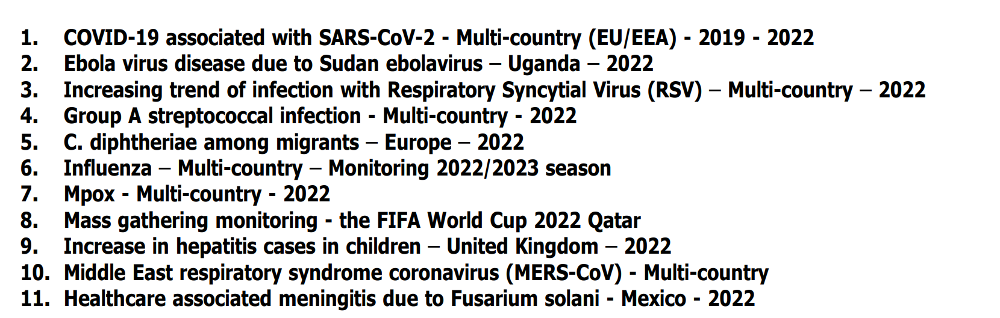 1. COVID-19 associated with SARS-CoV-2 - Multi-country (EU/EEA) - 2019 - 2022
2. Ebola virus disease due to Sudan ebolavirus – Uganda – 2022
3. Increasing trend of infection with Respiratory Syncytial Virus (RSV) – Multi-country – 2022
4. Group A streptococcal infection - Multi-country - 2022
5. C. diphtheriae among migrants – Europe – 2022
6. Influenza – Multi-country – Monitoring 2022/2023 season
7. Mpox - Multi-country - 2022
8. Mass gathering monitoring - the FIFA World Cup 2022 Qatar
9. Increase in hepatitis cases in children – United Kingdom – 2022
10. Middle East respiratory syndrome coronavirus (MERS-CoV) - Multi-country
11. Healthcare associated meningitis due to Fusarium solani - Mexico - 2022